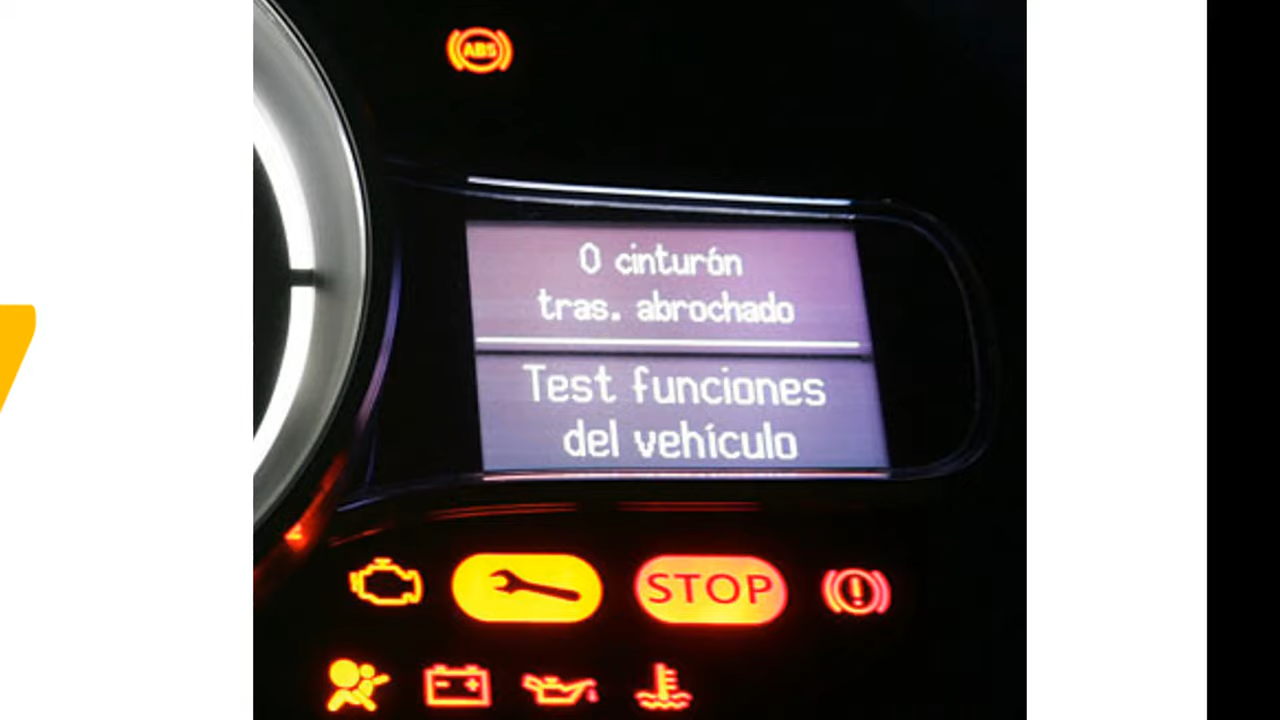 ABS
0 cinturón
tras. abrochado
Test funciones
del vehículo
STOP